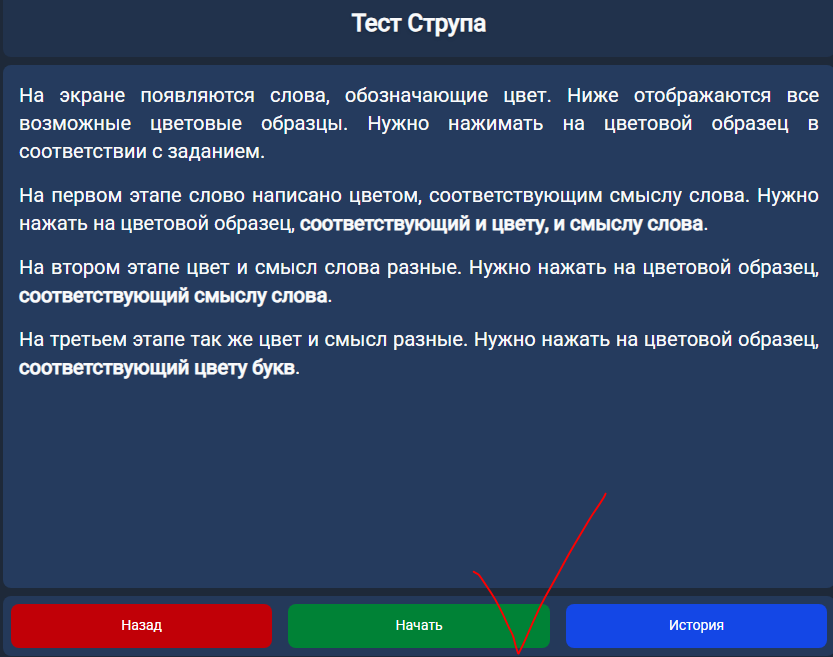 Тест Струпа
На экране появляются слова, обозначающие цвет. Ниже отображаются все
возможные цветовые образцы. Нужно нажимать на цветовой образец в
соответствии с заданием.
На первом этапе слово написано цветом, соответствующим смыслу слова. Нужно
нажать на цветовой образец, соответствующий и цвету, и смыслу слова.
На втором этапе цвет и смысл слова разные. Нужно нажать на цветовой образец,
соответствующий смыслу слова.
На третьем этапе так же цвет и смысл разные. Нужно нажать на цветовой образец,
соответствующий цвету букв.
Назад
Начать
История